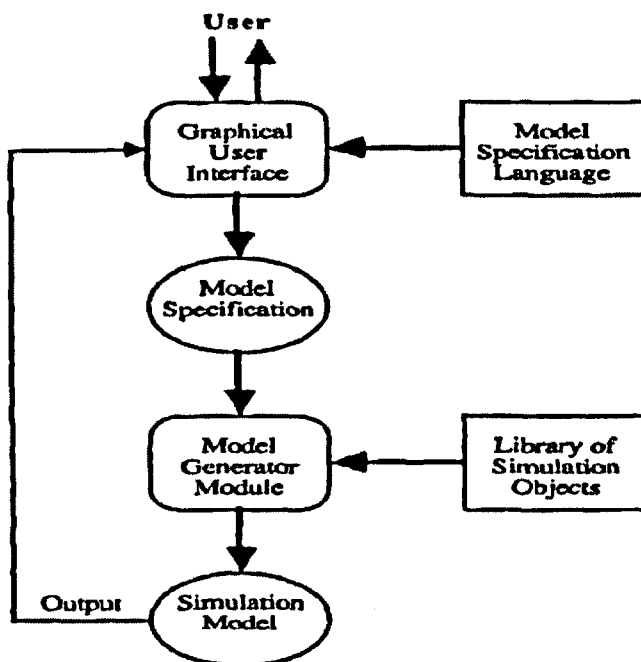 User
Graphical
User
Interface
Model
Specification
Language
Model
Specification
Model
Generator
Module
Library of
Simulation
Objects
Output
Simulation
Model